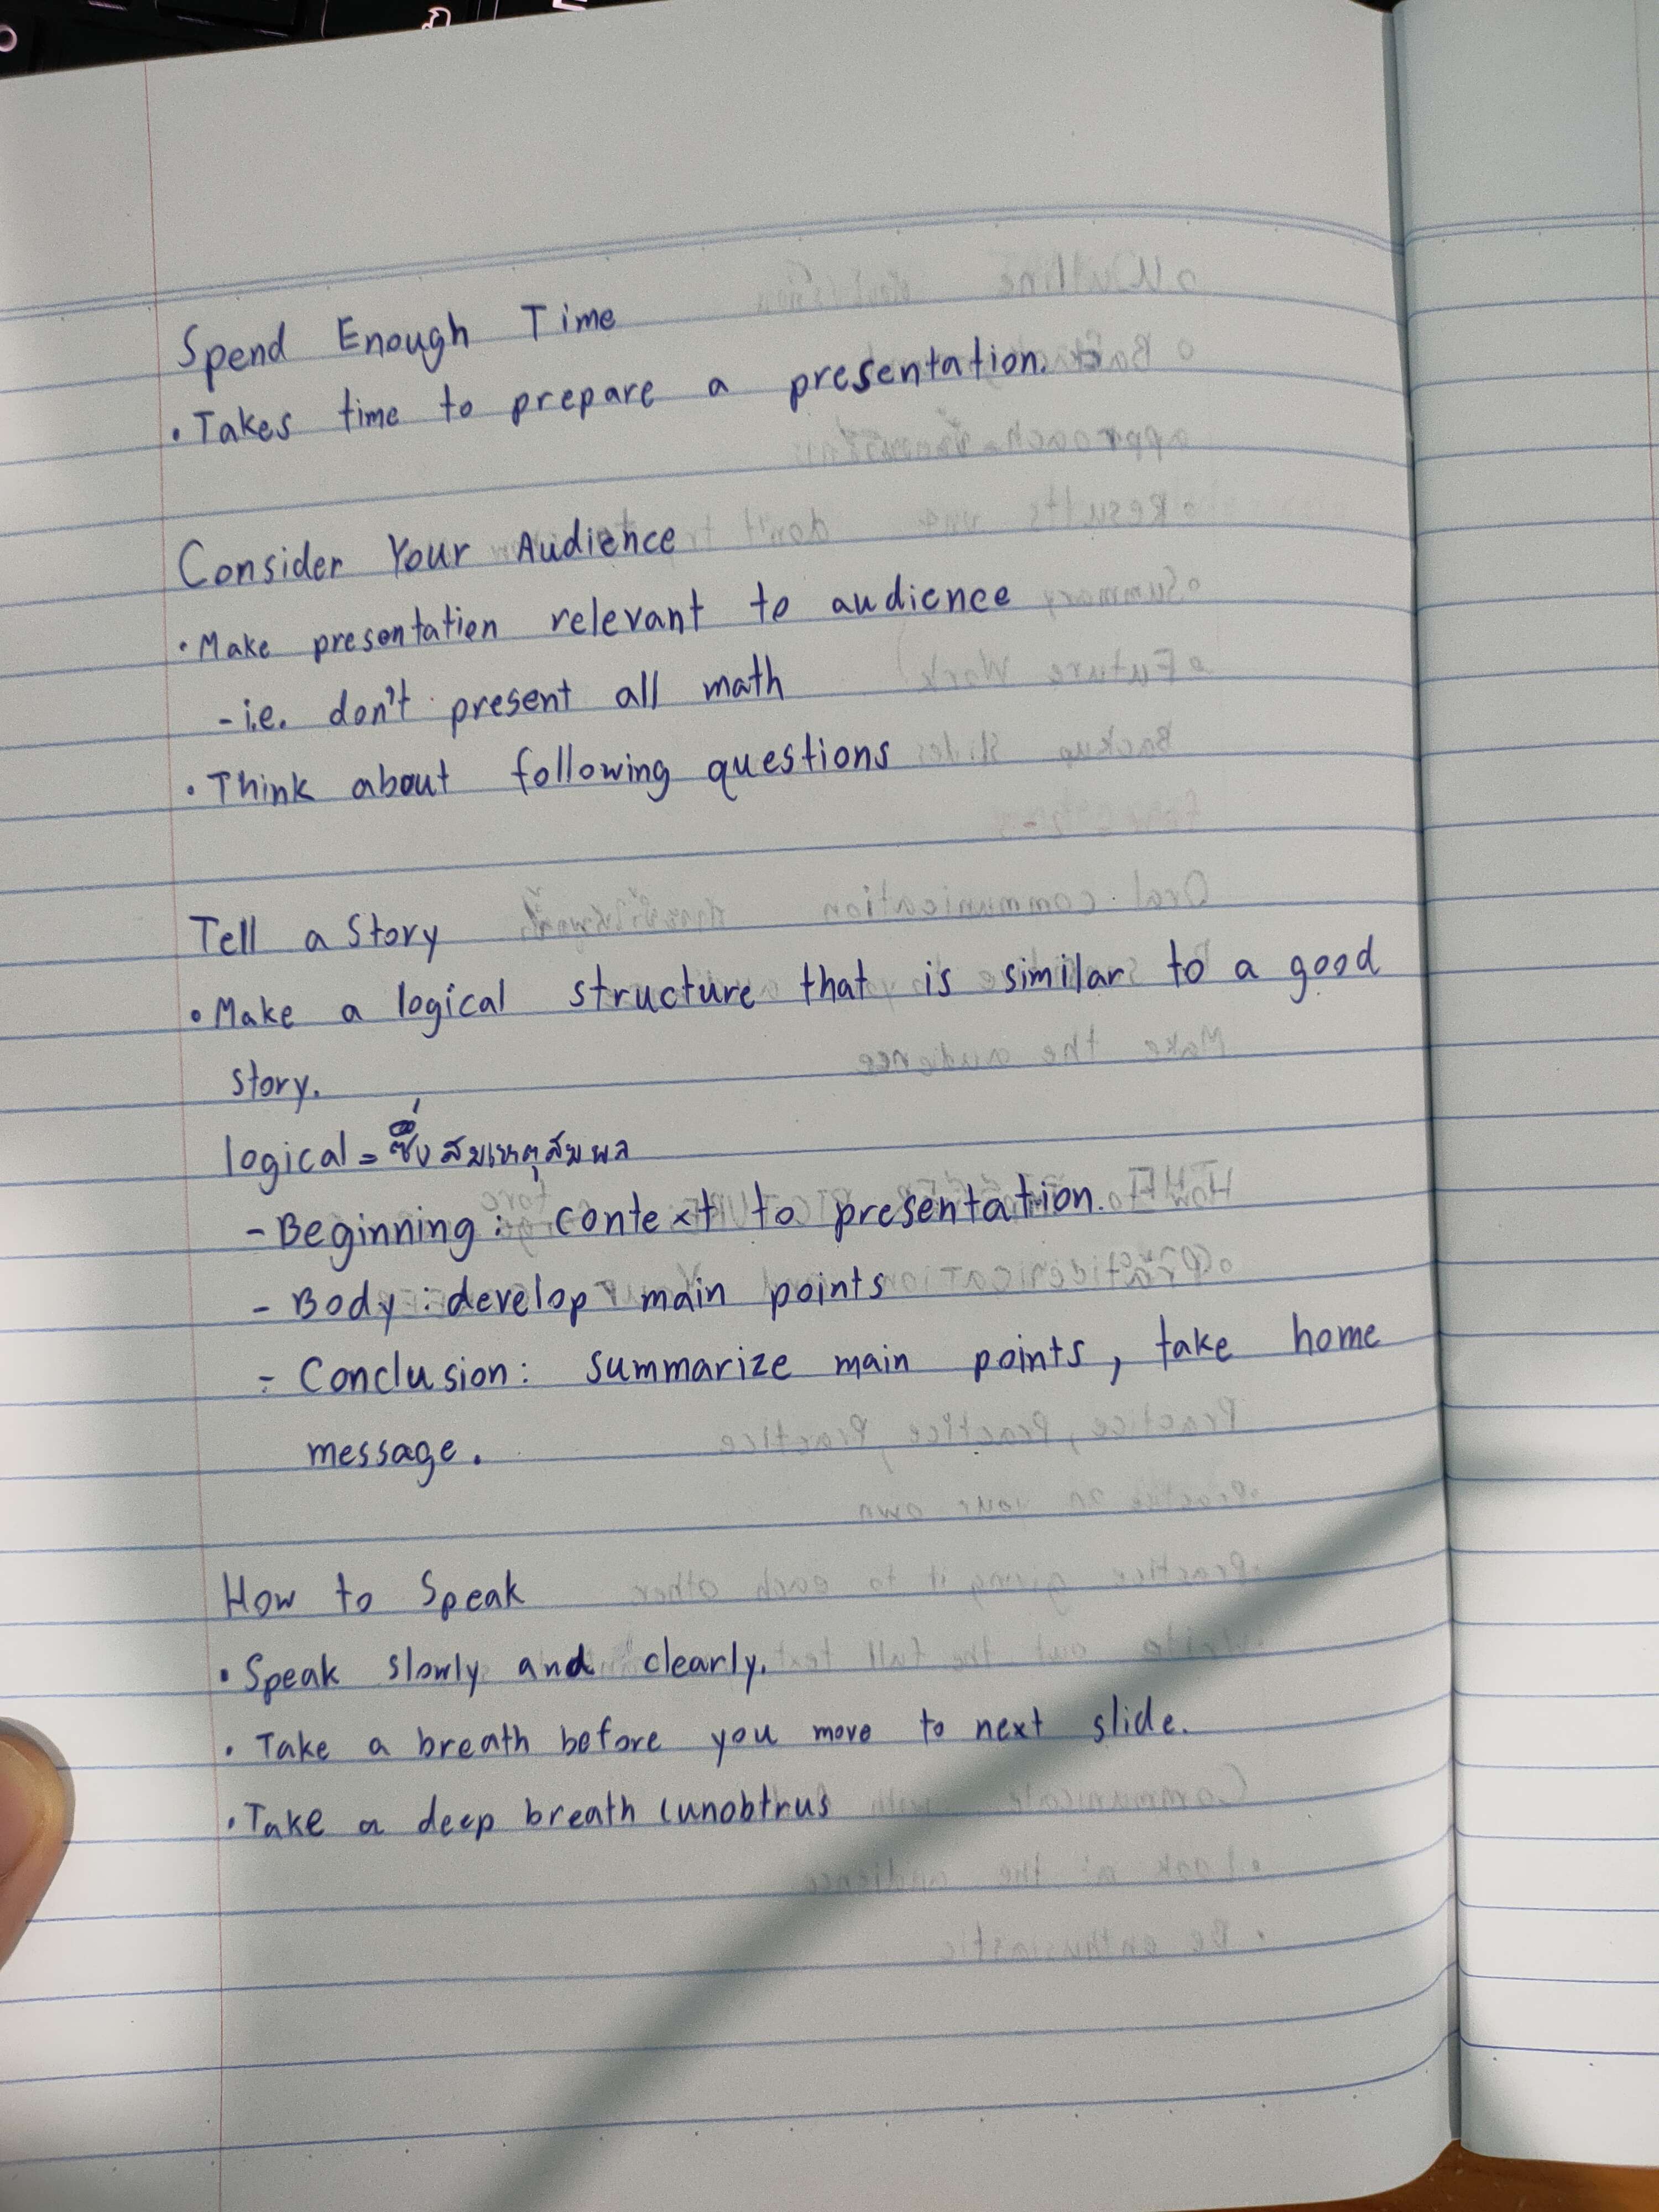 Spend Enough Time
• Takes time to prepare a presentation.
Consider Your Audience
• Make presentation relevant to audience
- i.e. don't present all math
• Think about following questions
Tell a Story
• Make a logical structure that is similar to a good
story.
logical = ซึ่งสมเหตุสมผล
- Beginning : context to presentation.
- Body : develop main points
- Conclusion : summarize main points, take home
message.
How to Speak
• Speak slowly and clearly.
• Take a breath before you move to next slide.
• Take a deep breath (unobtrus